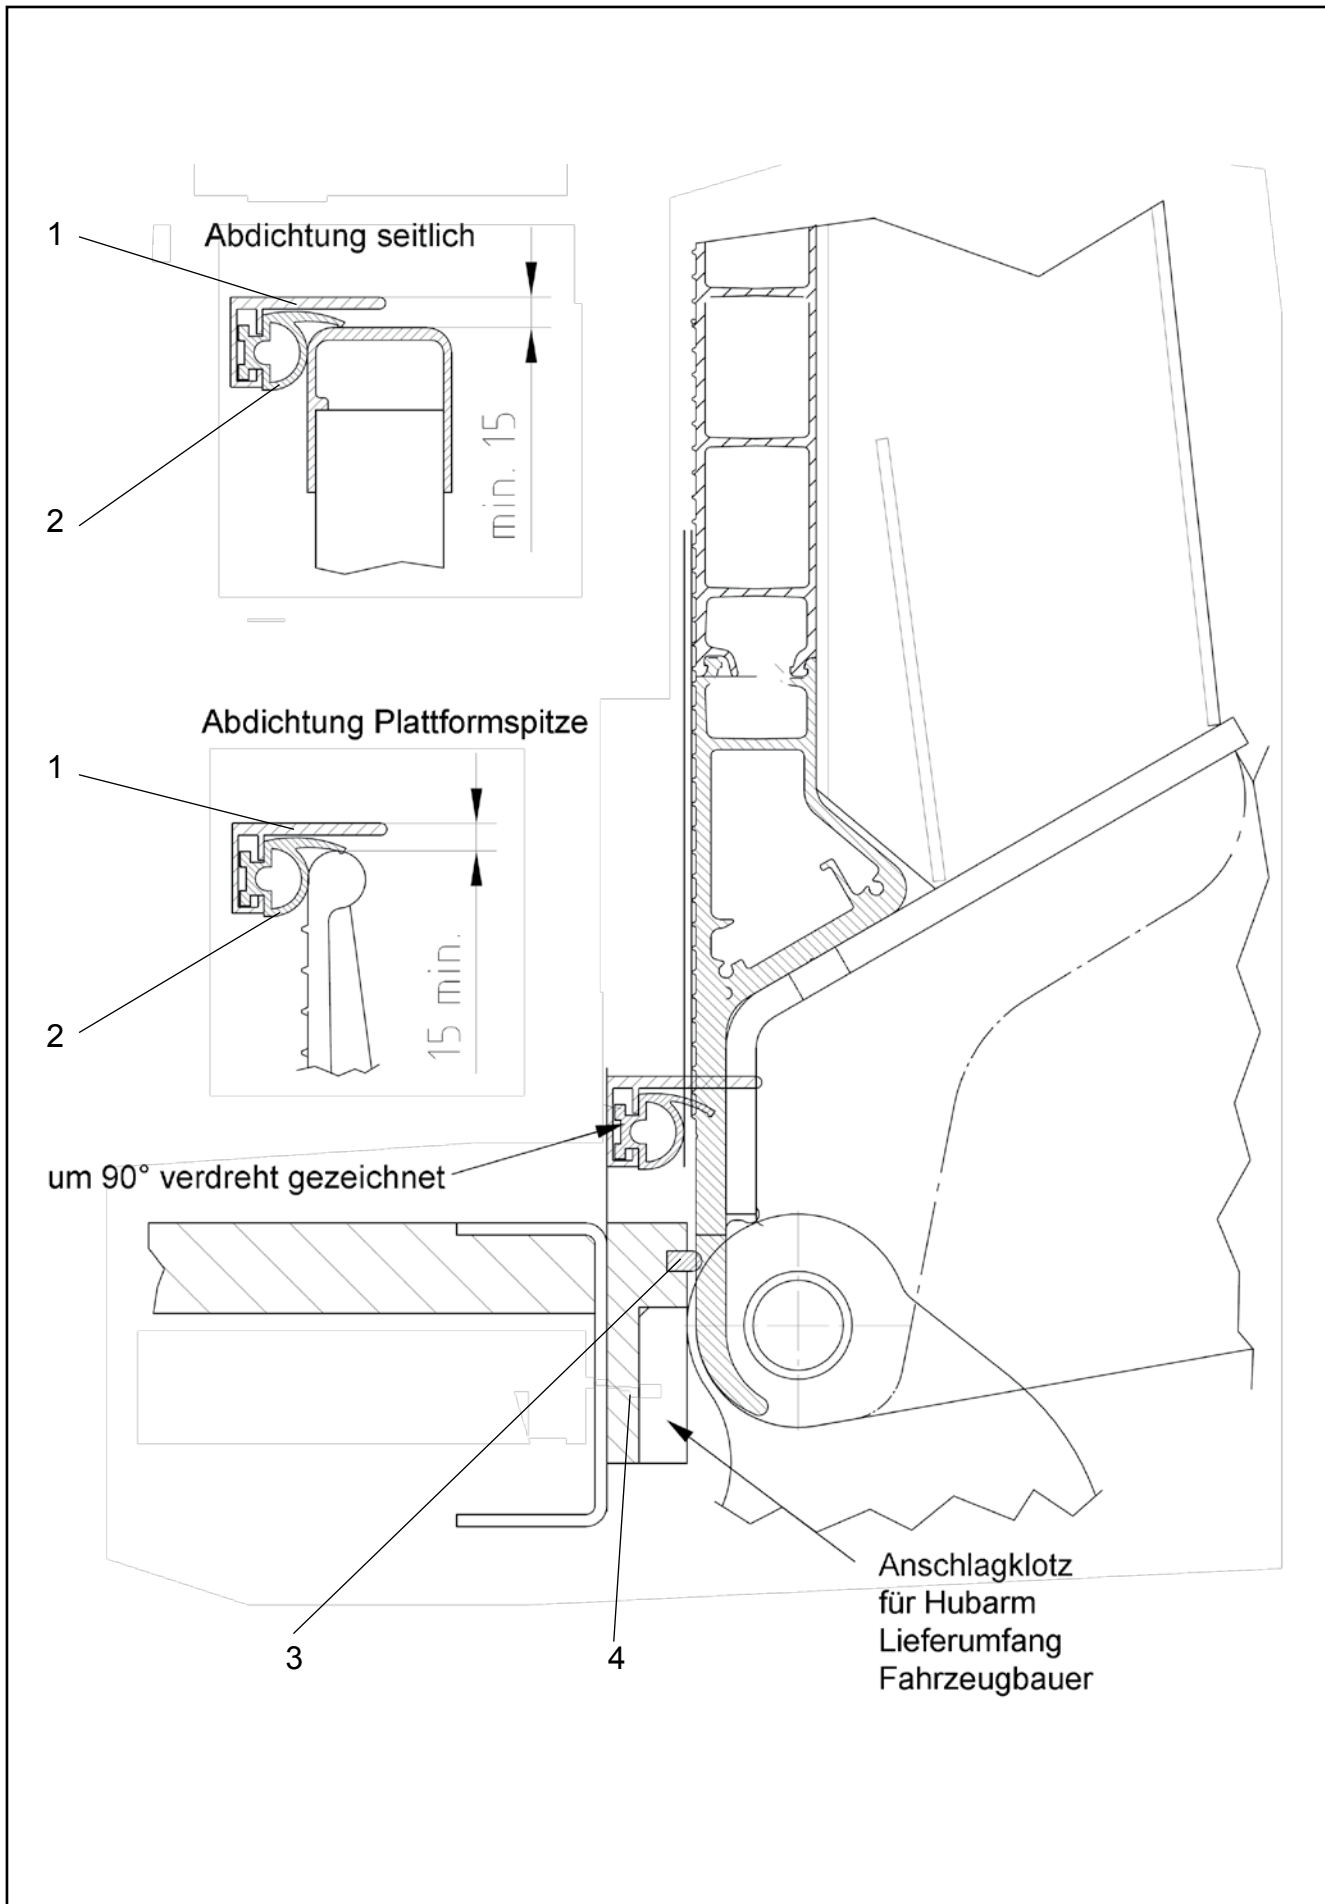 1
Abdichtung seitlich
2
min. 15
Abdichtung Plattformspitze
1
2
15 min.
um 90° verdreht gezeichnet
3
4
Anschlagklotz
für Hubarm
Lieferumfang
Fahrzeugbauer